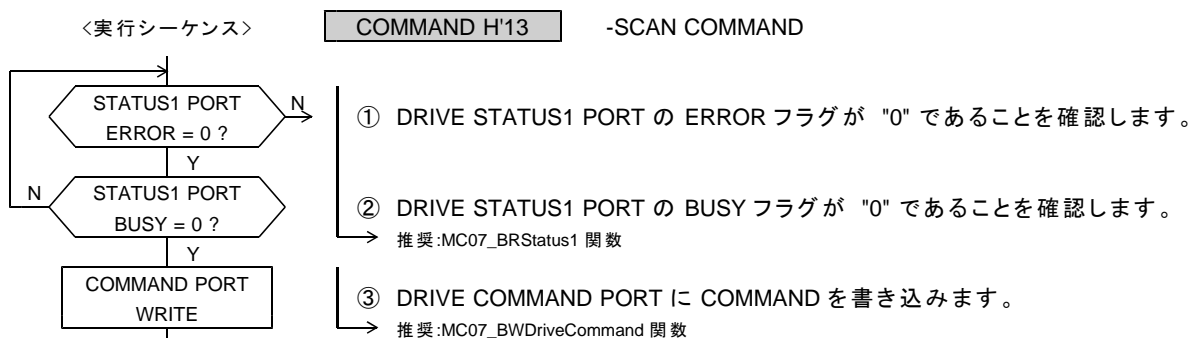 <実行シーケンス>
COMMAND H'13
-SCAN COMMAND
STATUS1 PORT
ERROR = 0 ?
N
Y
① DRIVE STATUS1 PORT の ERROR フラグが "0" であることを確認します。
N
STATUS1 PORT
BUSY = 0 ?
Y
② DRIVE STATUS1 PORT の BUSY フラグが "0" であることを確認します。
推奨:MC07_BRStatus1 関数
COMMAND PORT
WRITE
③ DRIVE COMMAND PORT に COMMAND を書き込みます。
推奨:MC07_BWDriveCommand 関数